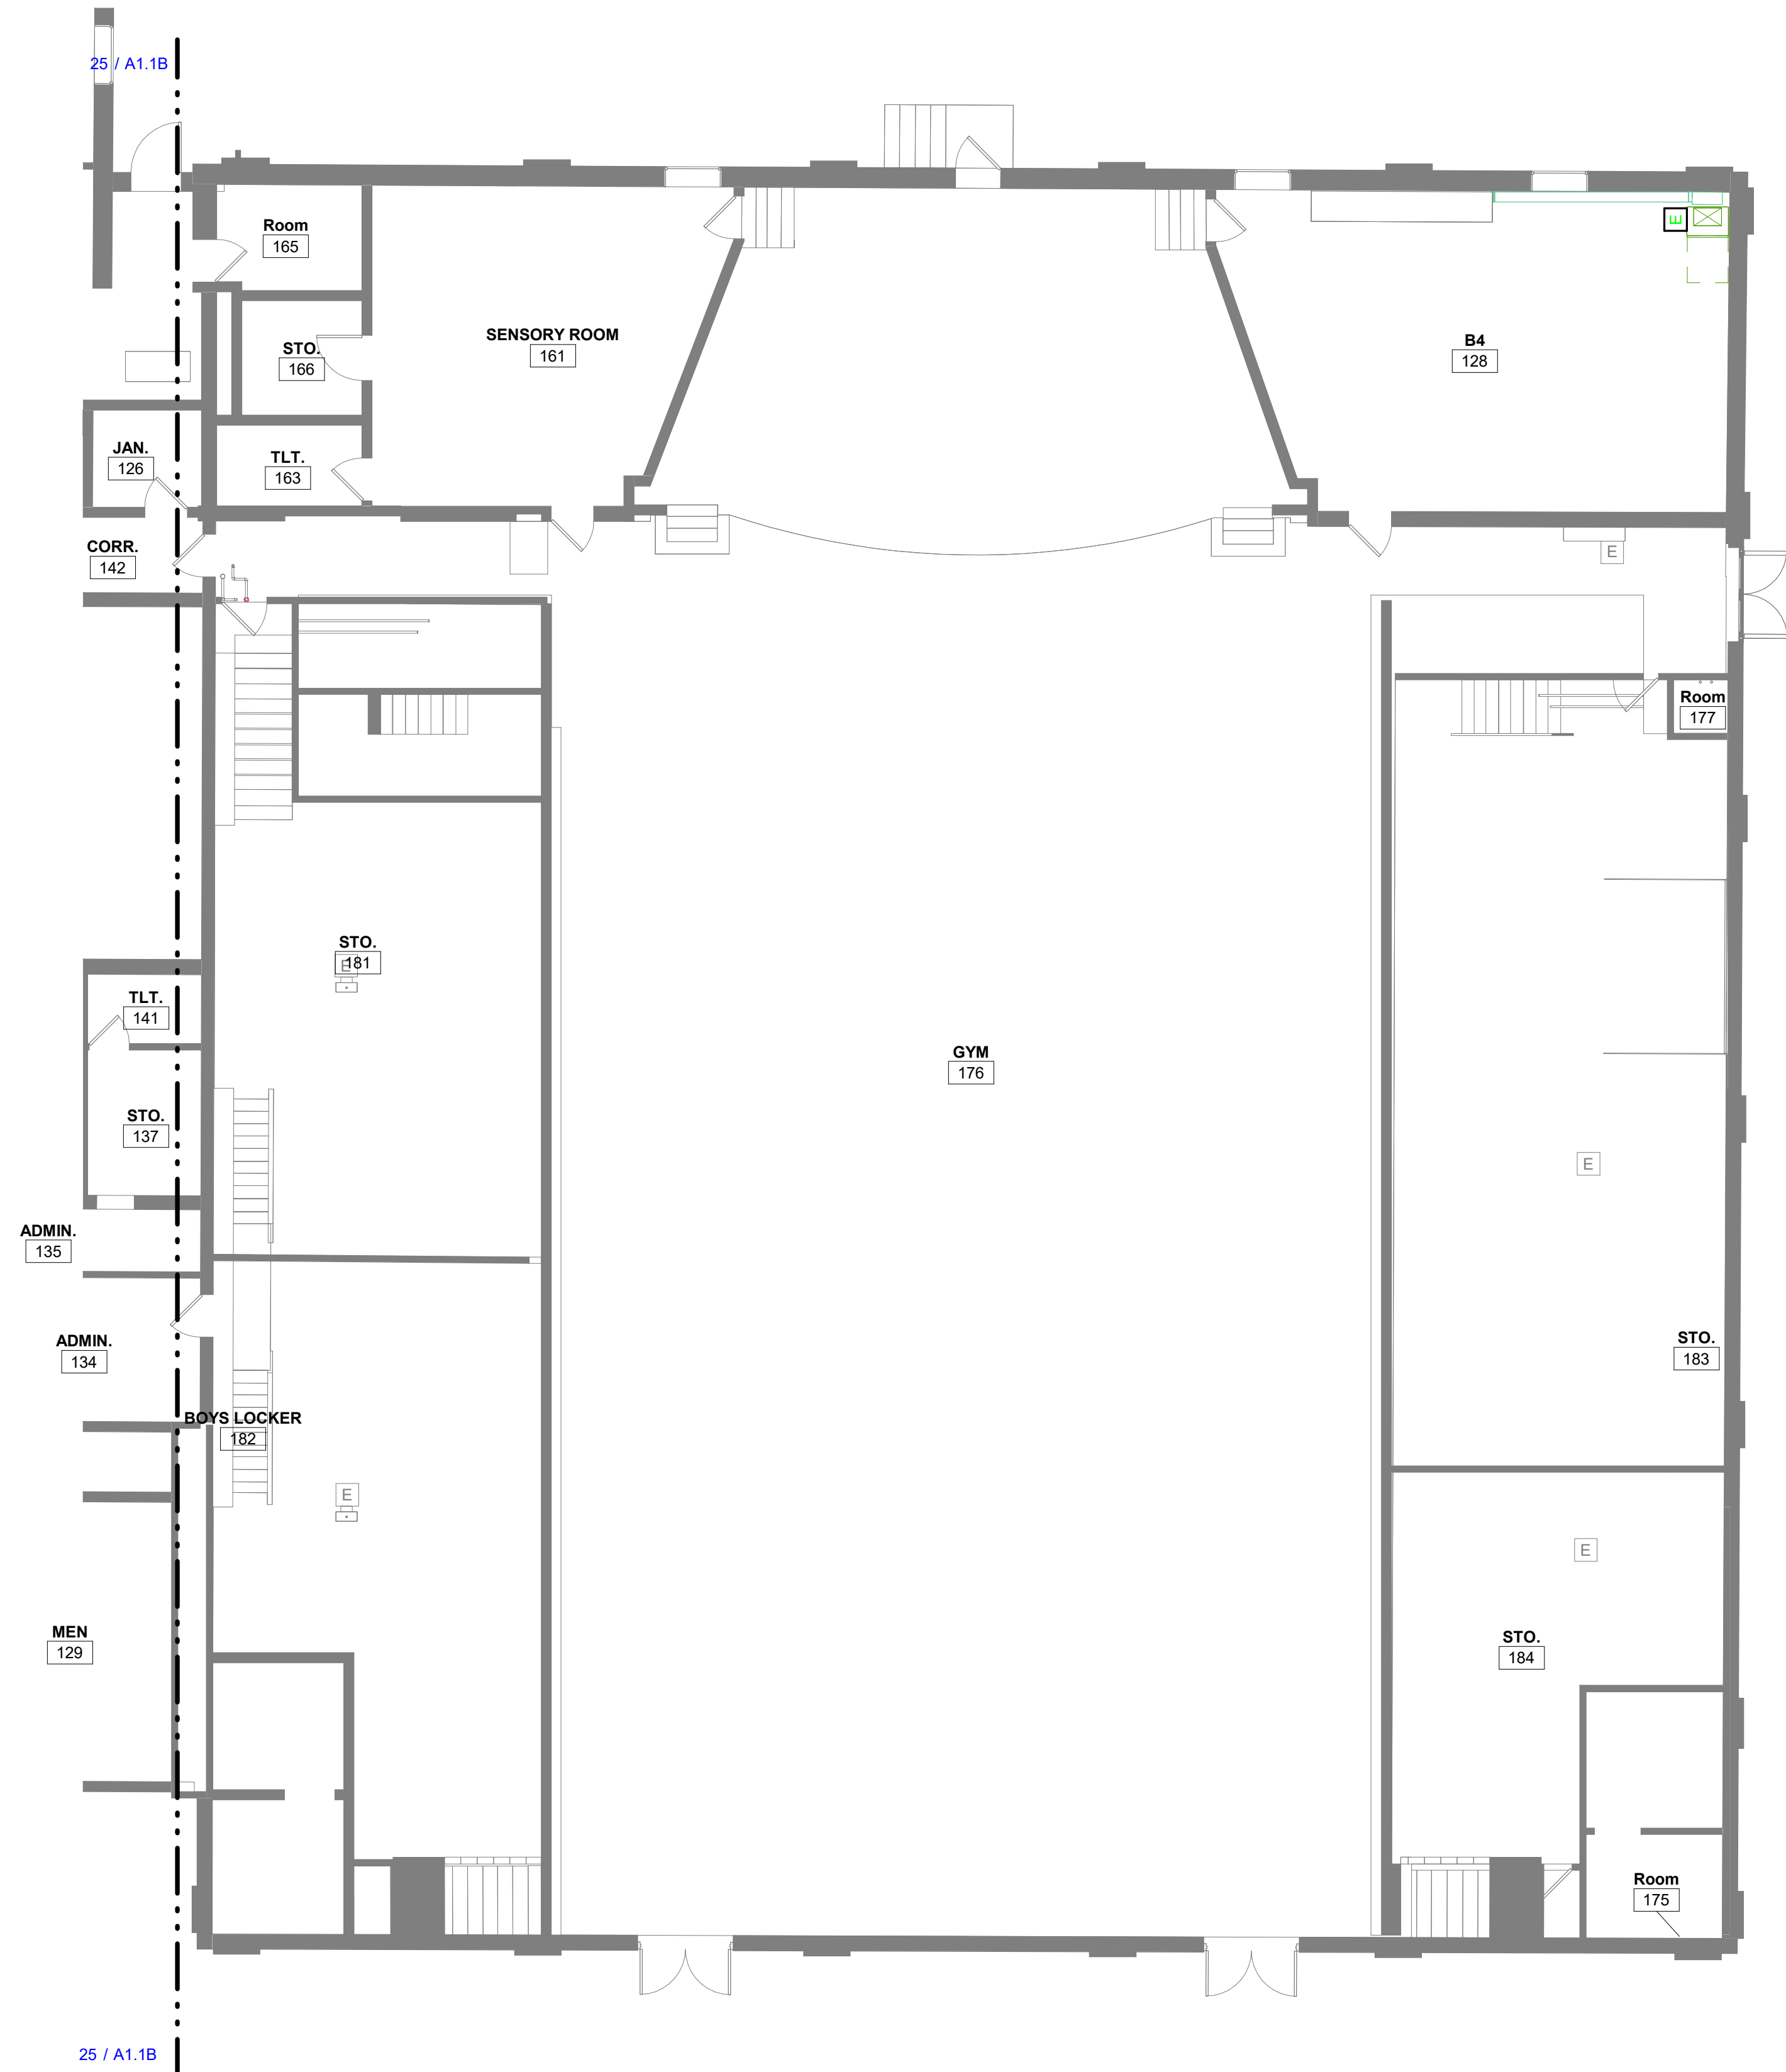 25 / A1.1B
Room
165
SENSORY ROOM
161
STO.
166
B4
128
E
JAN.
126
TLT.
163
CORR.
142
E
Room
177
STO.
181
E
TLT.
141
GYM
176
STO.
137
E
ADMIN.
135
ADMIN.
134
STO.
183
BOYS LOCKER
182
E
E
MEN
129
STO.
184
Room
175
25 / A1.1B